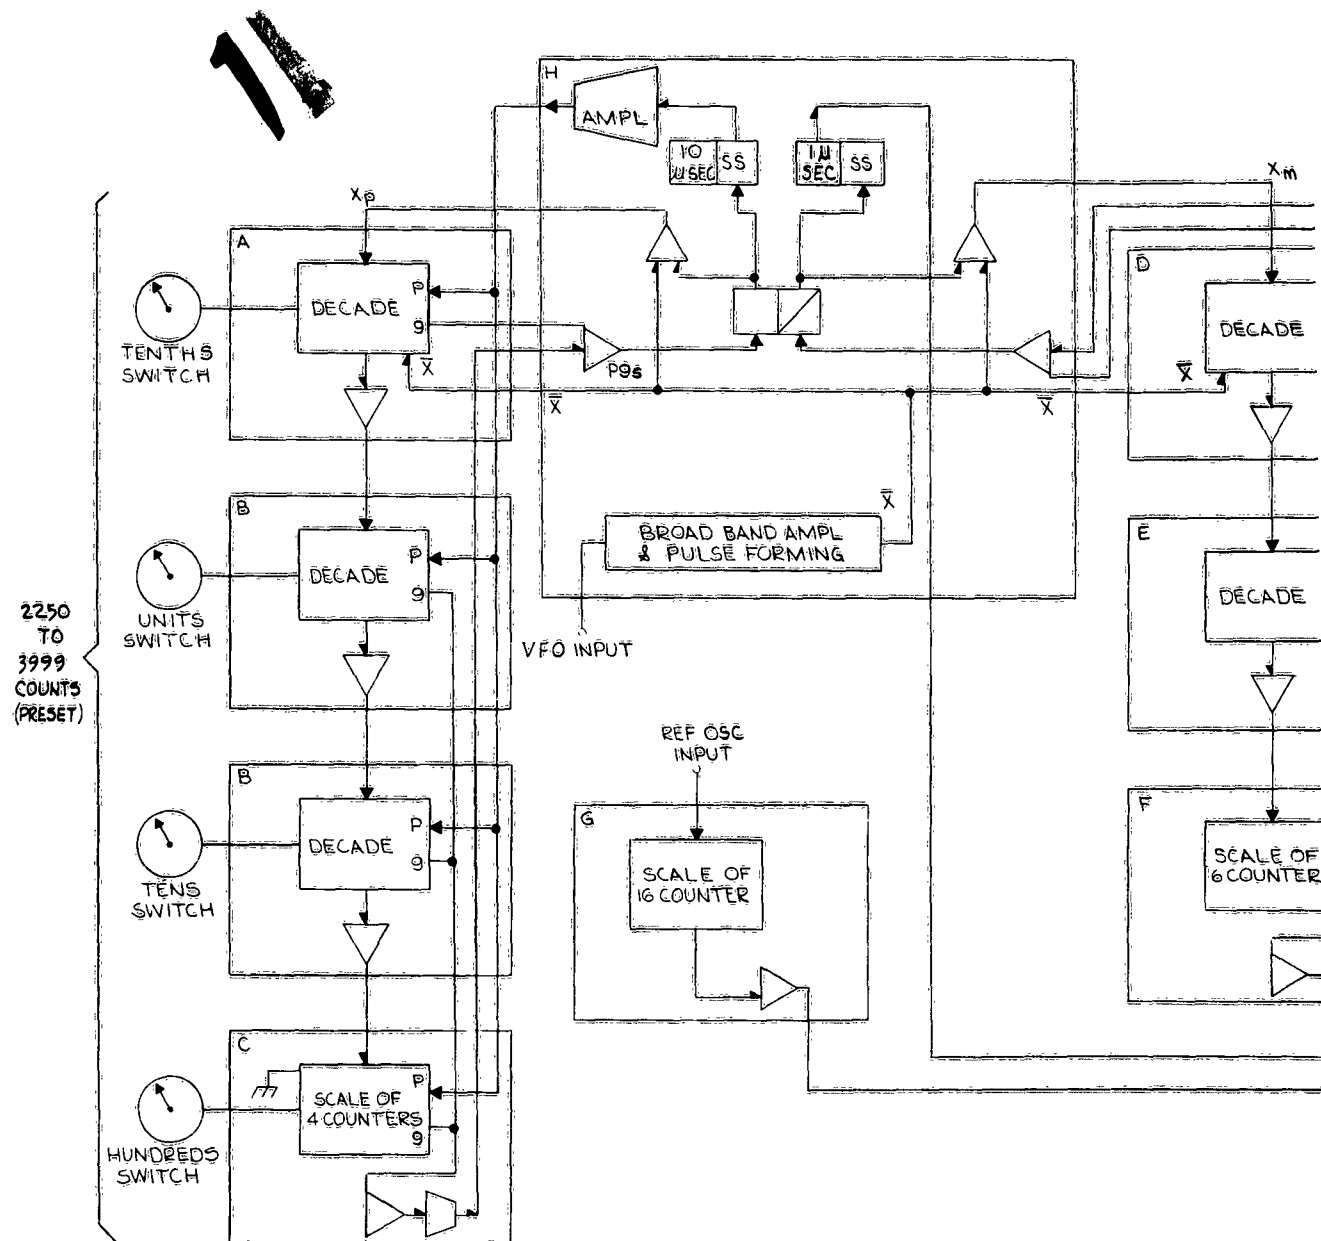 H
AMPL
10
μSEC
SS
1 μ
SEC
SS
Xp
Xm
A
DECADE
P
9
X̅
TENTHS
SWITCH
P9s
X̅
X̅
D
DECADE
X̅
B
DECADE
P
9
UNITS
SWITCH
X̅
BROAD BAND AMPL
& PULSE FORMING
VFO INPUT
E
DECADE
2250
TO
3999
COUNTS
(PRESET)
REF OSC
INPUT
B
DECADE
P
9
TENS
SWITCH
G
SCALE OF
16 COUNTER
F
SCALE OF
6 COUNTER
C
SCALE OF
4 COUNTERS
P
9
HUNDREDS
SWITCH